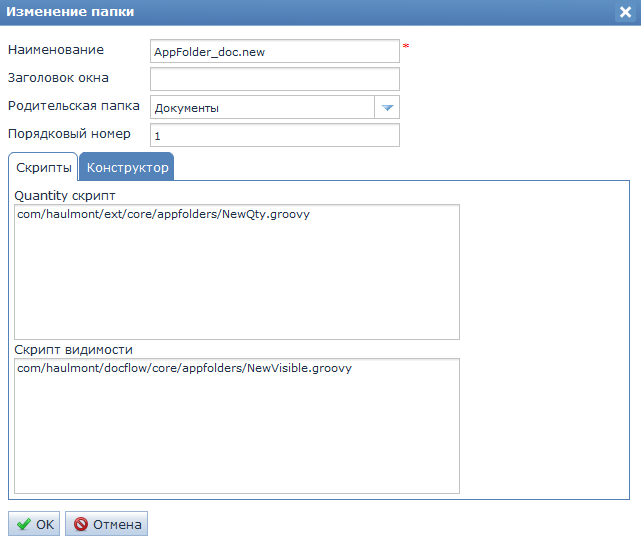 Изменение папки
Наименование AppFolder_doc.new *
Заголовок окна
Родительская папка Документы
Порядковый номер 1
Скрипты Конструктор
Quantity скрипт
com/haulmont/ext/core/appfolders/NewQty.groovy
Скрипт видимости
com/haulmont/docflow/core/appfolders/NewVisible.groovy
OK Отмена